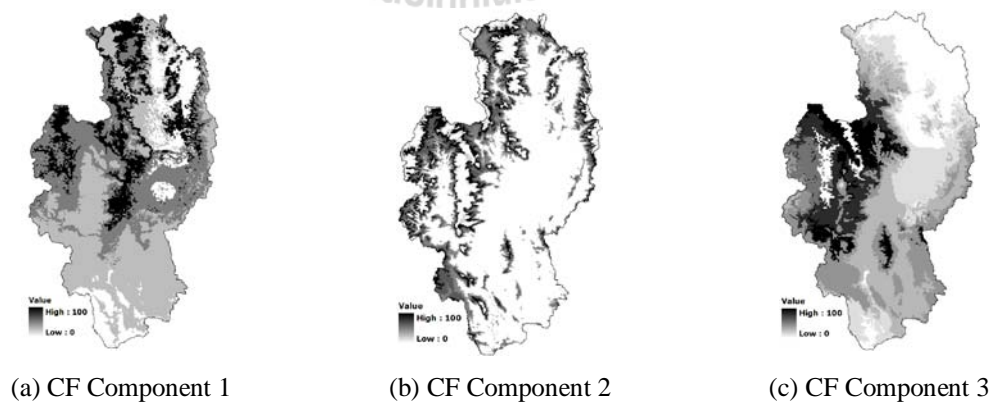 Value
High : 100
Low : 0
Value
High : 100
Low : 0
Value
High : 100
Low : 0
(a) CF Component 1
(b) CF Component 2
(c) CF Component 3